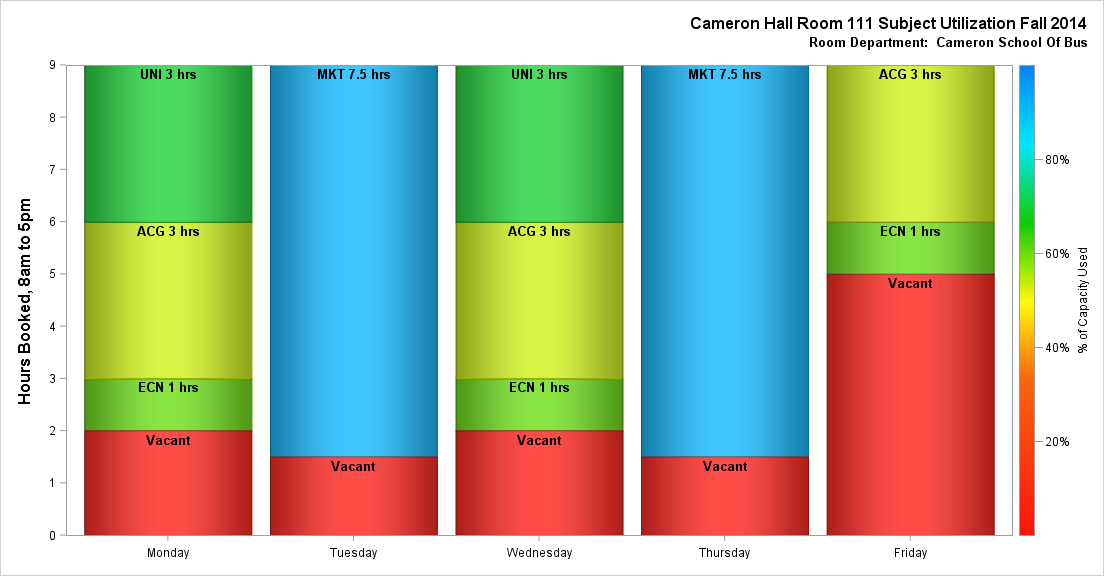 Cameron Hall Room 111 Subject Utilization Fall 2014
Room Department:  Cameron School Of Bus
Hours Booked, 8am to 5pm
9
8
7
6
5
4
3
2
1
0
UNI 3 hrs
ACG 3 hrs
ECN 1 hrs
Vacant
MKT 7.5 hrs
Vacant
UNI 3 hrs
ACG 3 hrs
ECN 1 hrs
Vacant
MKT 7.5 hrs
Vacant
ACG 3 hrs
ECN 1 hrs
Vacant
Monday
Tuesday
Wednesday
Thursday
Friday
80%
60%
40%
20%
% of Capacity Used